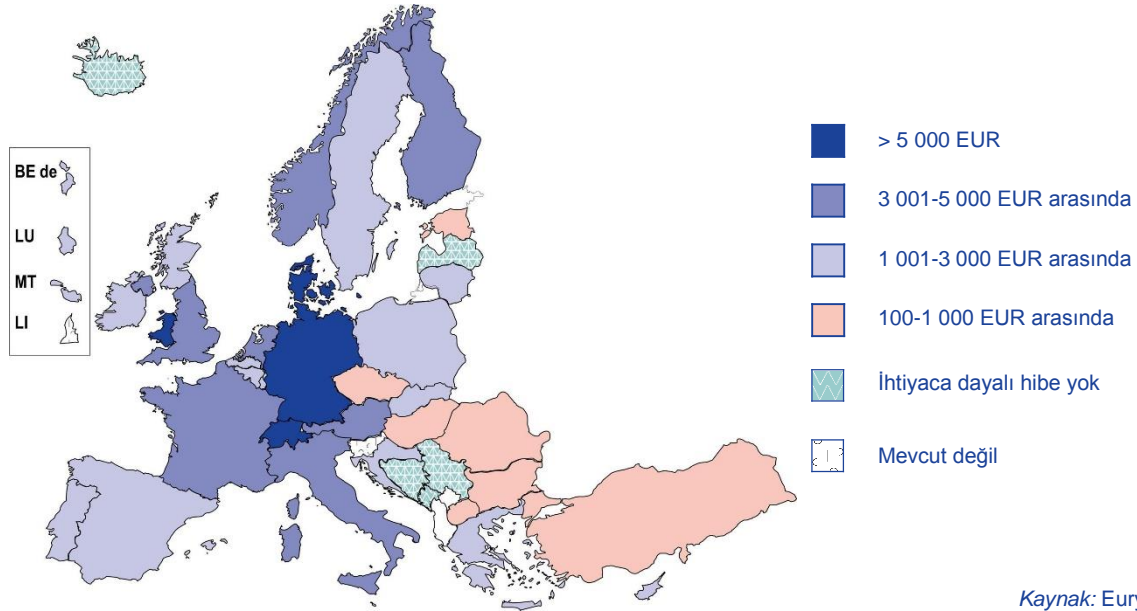 BE de
LU
MT
LI
> 5 000 EUR
3 001-5 000 EUR arasında
1 001-3 000 EUR arasında
100-1 000 EUR arasında
İhtiyaca dayalı hibe yok
Mevcut değil
Kaynak: Eury